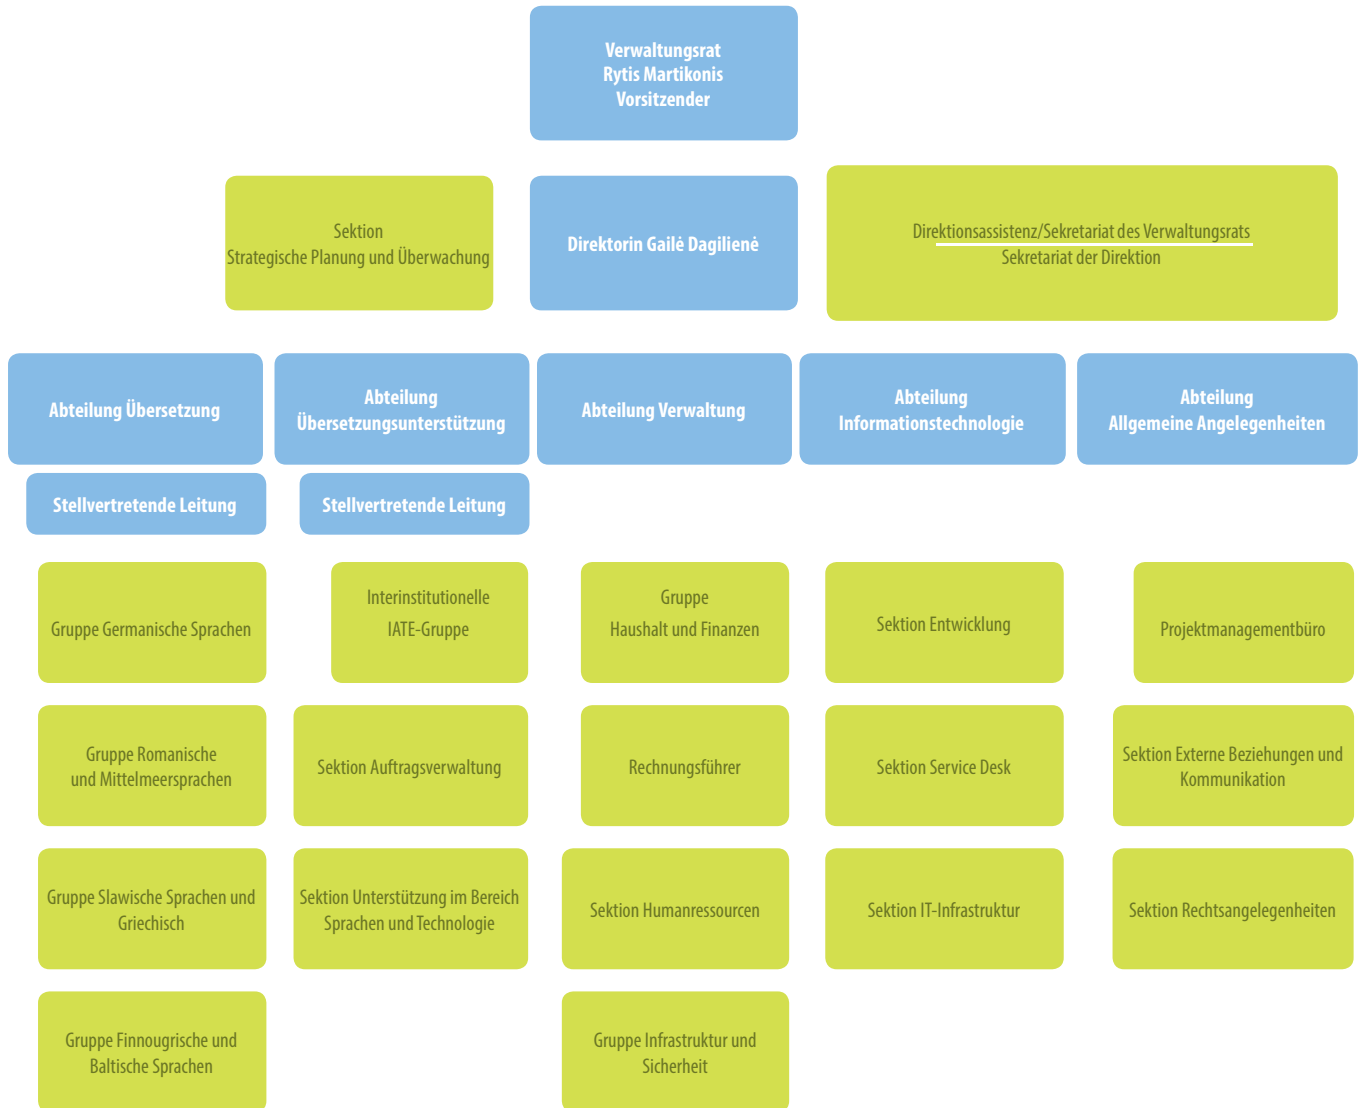 Verwaltungsrat
Rytis Martikonis
Vorsitzender
Sektion
Strategische Planung und Überwachung
Direktorin Gailė Dagilienė
Direktionsassistenz/Sekretariat des Verwaltungsrats
Sekretariat der Direktion
Abteilung Übersetzung
Abteilung
Übersetzungsunterstützung
Abteilung Verwaltung
Abteilung
Informationstechnologie
Abteilung
Allgemeine Angelegenheiten
Stellvertretende Leitung
Stellvertretende Leitung
Gruppe Germanische Sprachen
Interinstitutionelle
IATE-Gruppe
Gruppe
Haushalt und Finanzen
Sektion Entwicklung
Projektmanagementbüro
Gruppe Romanische
und Mittelmeersprachen
Sektion Auftragsverwaltung
Rechnungsführer
Sektion Service Desk
Sektion Externe Beziehungen und
Kommunikation
Gruppe Slawische Sprachen und
Griechisch
Sektion Unterstützung im Bereich
Sprachen und Technologie
Sektion Humanressourcen
Sektion IT-Infrastruktur
Sektion Rechtsangelegenheiten
Gruppe Finnougrische und
Baltische Sprachen
Gruppe Infrastruktur und
Sicherheit